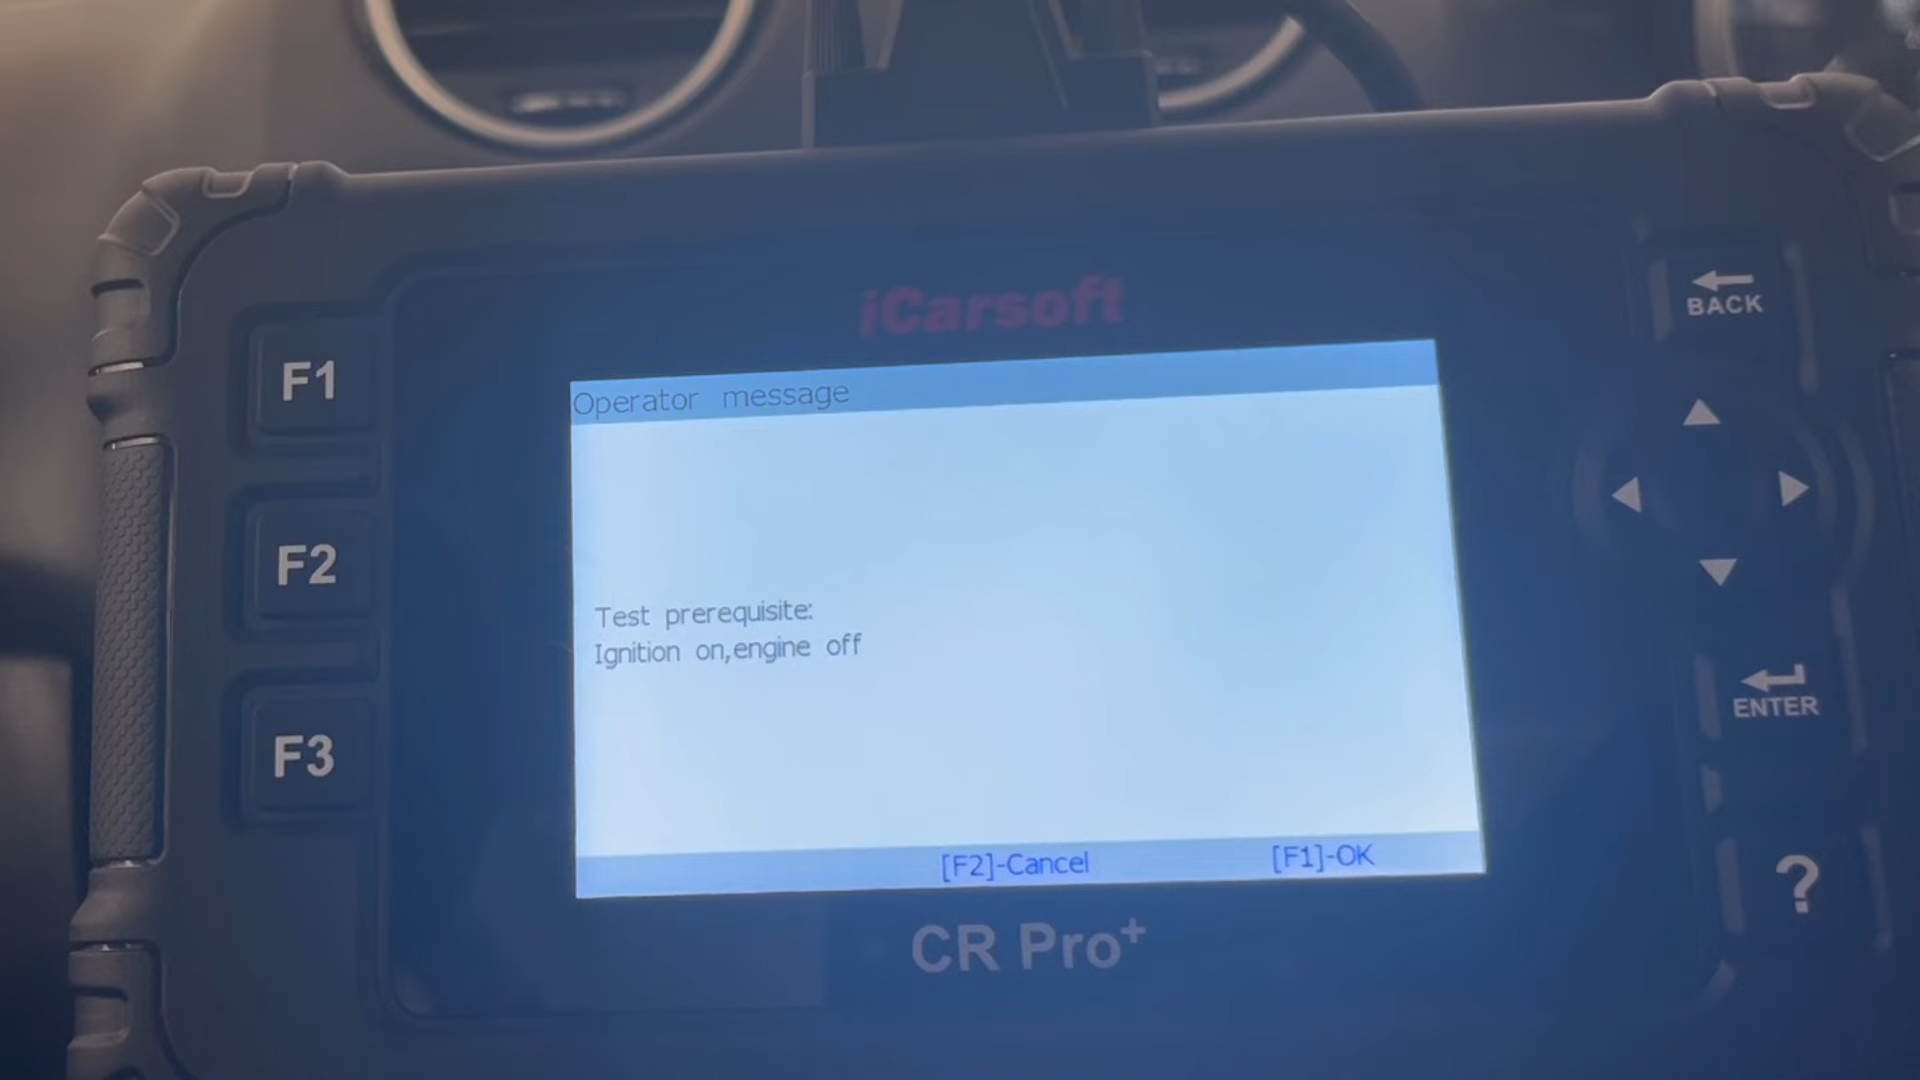 iCarsoft
BACK
F1
Operator message
F2
Test prerequisite:
Ignition on,engine off
ENTER
F3
[F2]-Cancel [F1]-OK
?
CR Pro+